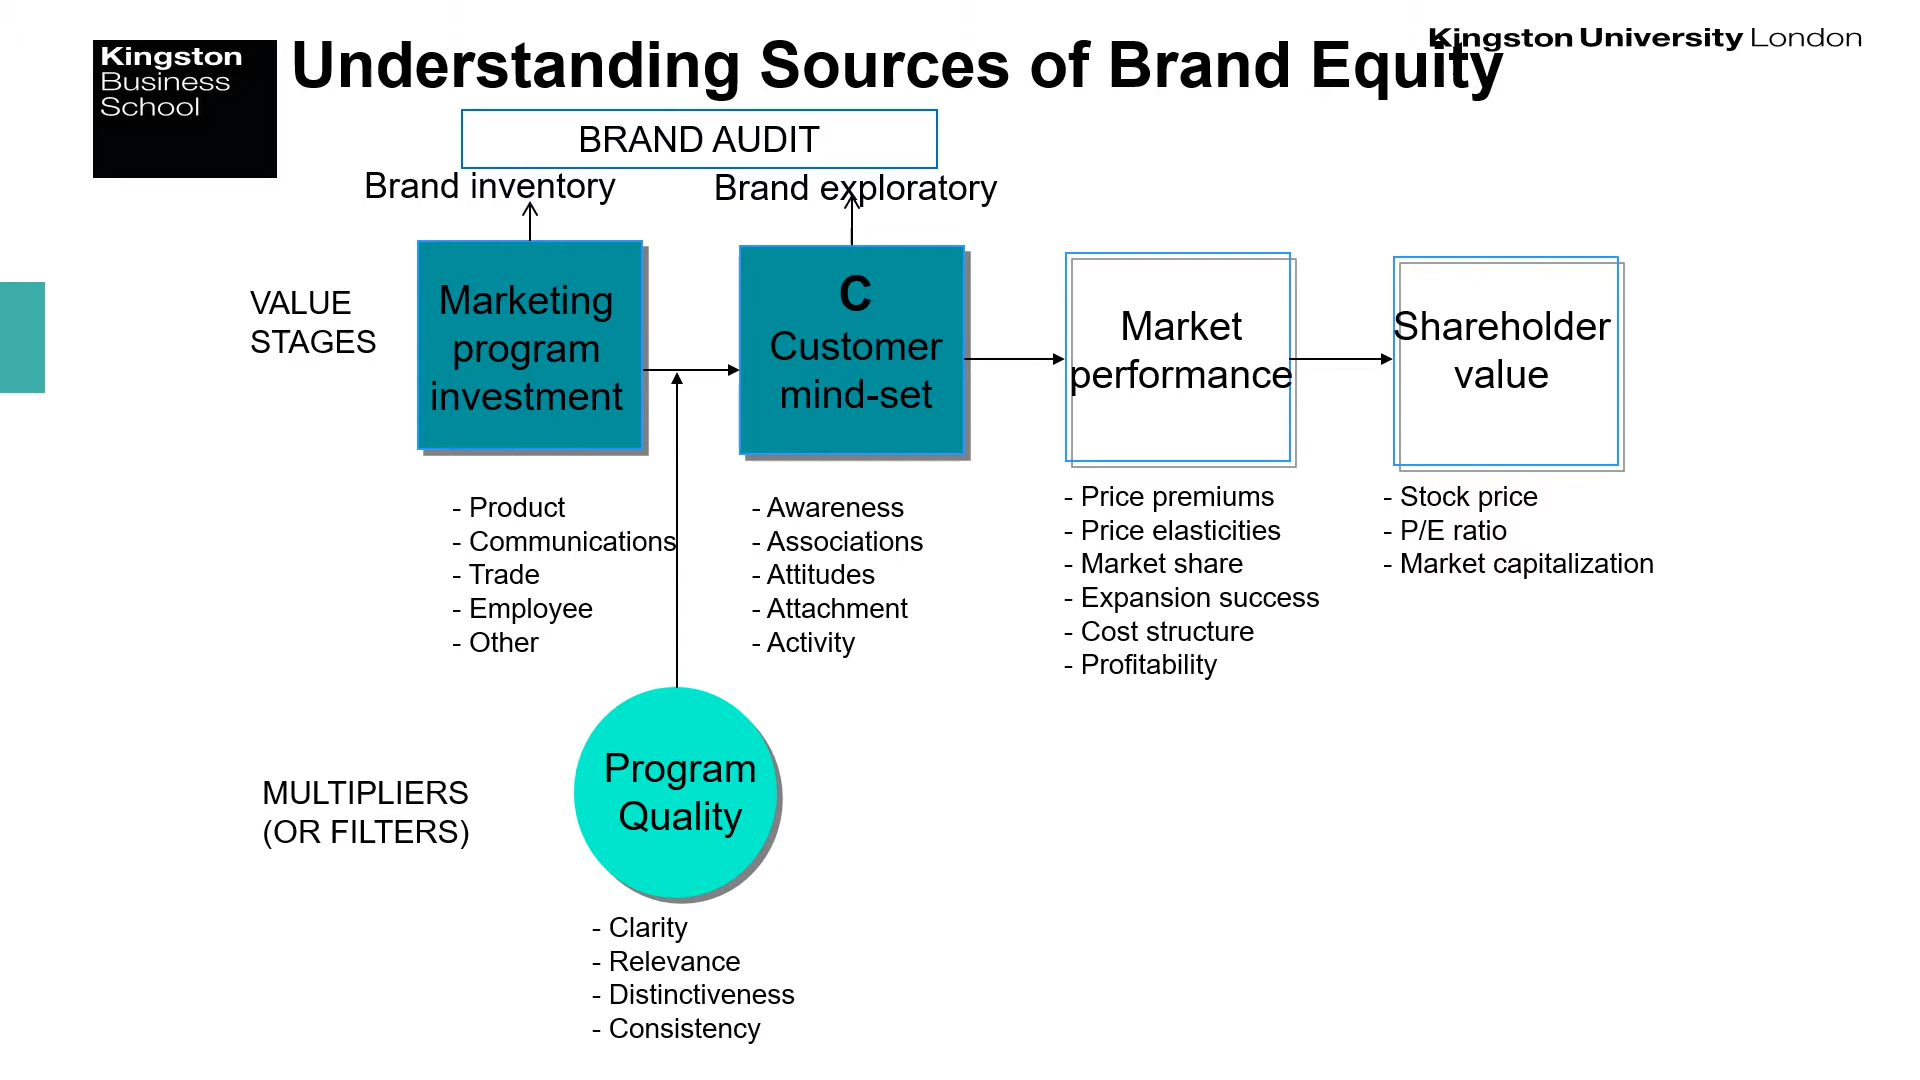 Kingston
Business
School
Understanding Sources of Brand Equity
Kingston University London
BRAND AUDIT
Brand inventory
Brand exploratory
VALUE
STAGES
Marketing
program
investment
C
Customer
mind-set
Market
performance
Shareholder
value
- Product
- Communications
- Trade
- Employee
- Other
- Awareness
- Associations
- Attitudes
- Attachment
- Activity
- Price premiums
- Price elasticities
- Market share
- Expansion success
- Cost structure
- Profitability
- Stock price
- P/E ratio
- Market capitalization
MULTIPLIERS
(OR FILTERS)
Program
Quality
- Clarity
- Relevance
- Distinctiveness
- Consistency